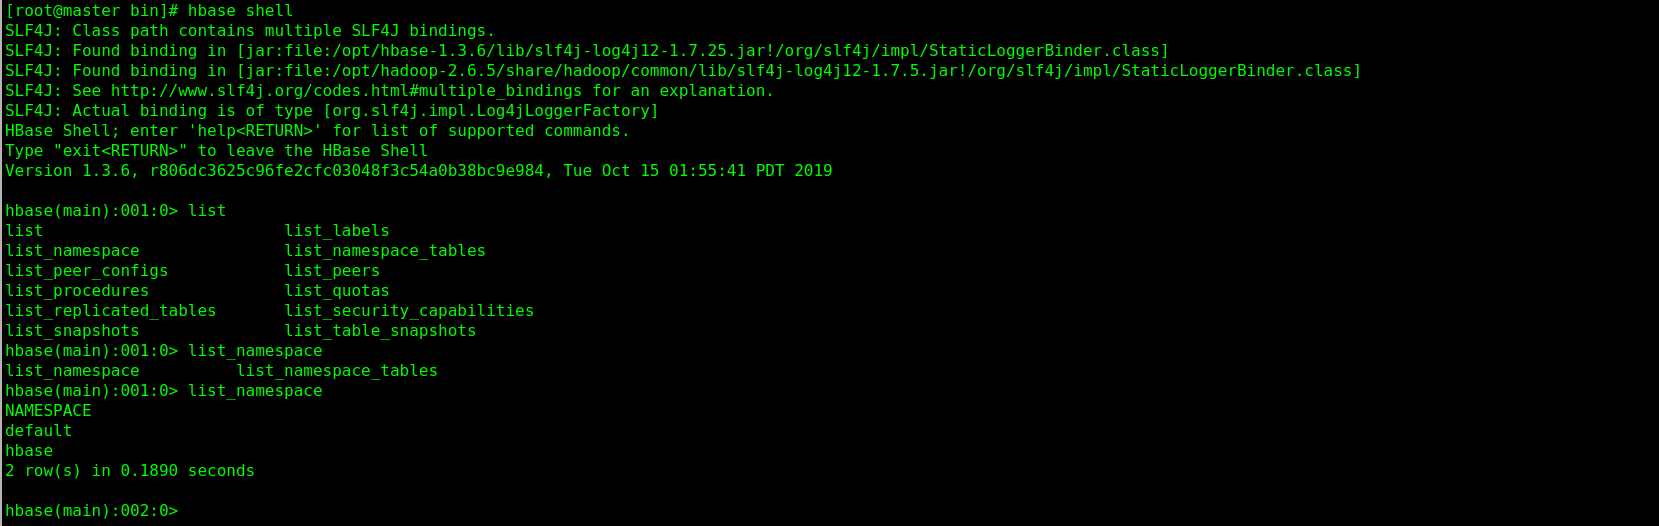 [root@master bin]# hbase shell
SLF4J: Class path contains multiple SLF4J bindings.
SLF4J: Found binding in [jar:file:/opt/hbase-1.3.6/lib/slf4j-log4j12-1.7.25.jar!/org/slf4j/impl/StaticLoggerBinder.class]
SLF4J: Found binding in [jar:file:/opt/hadoop-2.6.5/share/hadoop/common/lib/slf4j-log4j12-1.7.5.jar!/org/slf4j/impl/StaticLoggerBinder.class]
SLF4J: See http://www.slf4j.org/codes.html#multiple_bindings for an explanation.
SLF4J: Actual binding is of type [org.slf4j.impl.Log4jLoggerFactory]
HBase Shell; enter 'help<RETURN>' for list of supported commands.
Type "exit<RETURN>" to leave the HBase Shell
Version 1.3.6, r806dc3625c96fe2cfc03048f3c54a0b38bc9e984, Tue Oct 15 01:55:41 PDT 2019

hbase(main):001:0> list
list                         list_labels
list_namespace               list_namespace_tables
list_peer_configs            list_peers
list_procedures              list_quotas
list_replicated_tables       list_security_capabilities
list_snapshots               list_table_snapshots
hbase(main):001:0> list_namespace
list_namespace          list_namespace_tables
hbase(main):001:0> list_namespace
NAMESPACE
default
hbase
2 row(s) in 0.1890 seconds

hbase(main):002:0>